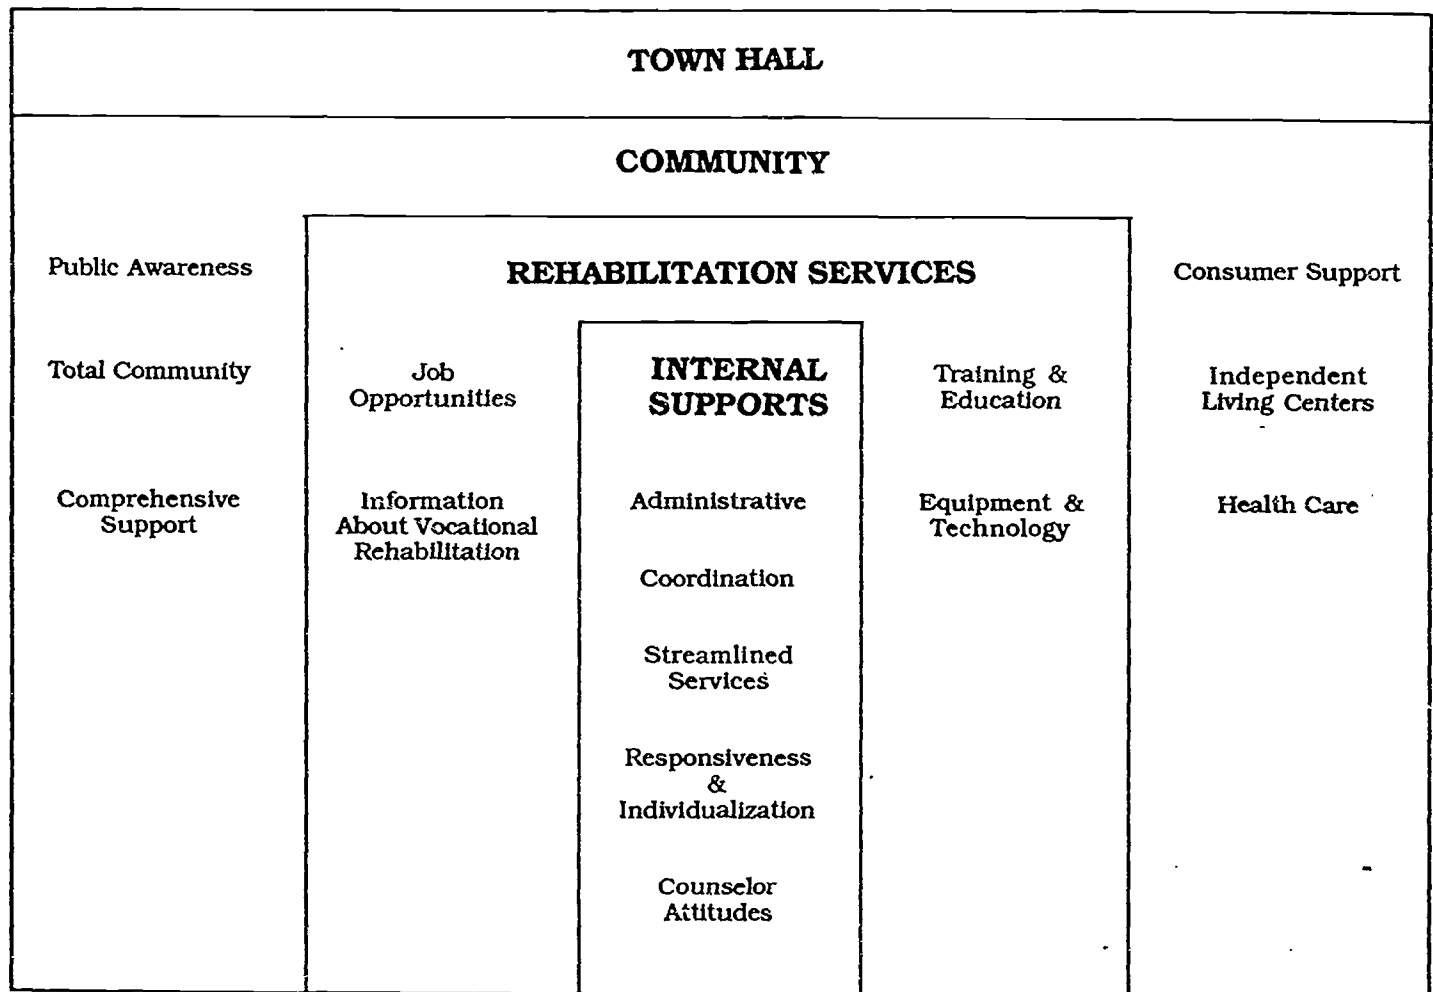 TOWN HALL
COMMUNITY
Public Awareness
Total Community
Comprehensive
Support
REHABILITATION SERVICES
Job
Opportunities
Information
About Vocational
Rehabilitation
INTERNAL
SUPPORTS
Administrative
Coordination
Streamlined
Services
Responsiveness
&
Individualization
Counselor
Attitudes
Training &
Education
Equipment &
Technology
Consumer Support
Independent
Living Centers
Health Care